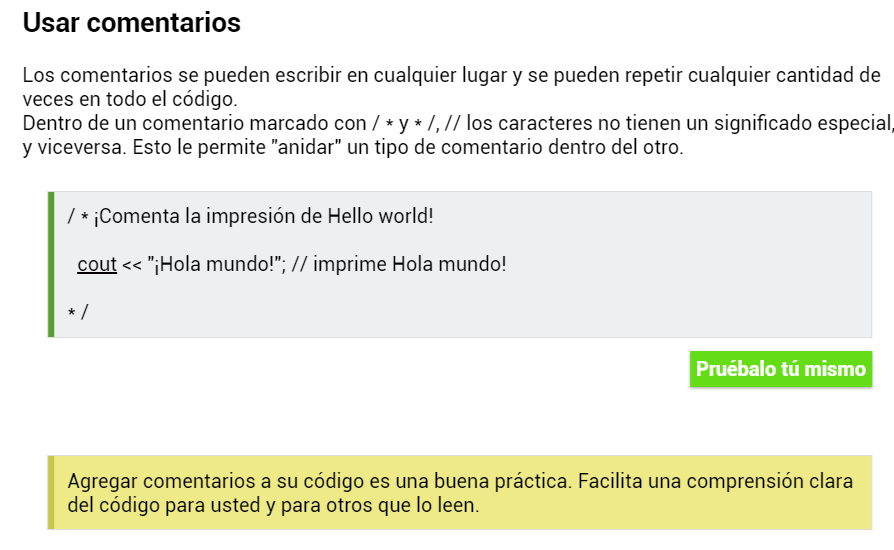 Usar comentarios
Los comentarios se pueden escribir en cualquier lugar y se pueden repetir cualquier cantidad de
veces en todo el código.
Dentro de un comentario marcado con / * y * /, // los caracteres no tienen un significado especial,
y viceversa. Esto le permite "anidar" un tipo de comentario dentro del otro.
/ * ¡Comenta la impresión de Hello world!
cout << "¡Hola mundo!"; // imprime Hola mundo!
* /
Pruébalo tú mismo
Agregar comentarios a su código es una buena práctica. Facilita una comprensión clara
del código para usted y para otros que lo leen.